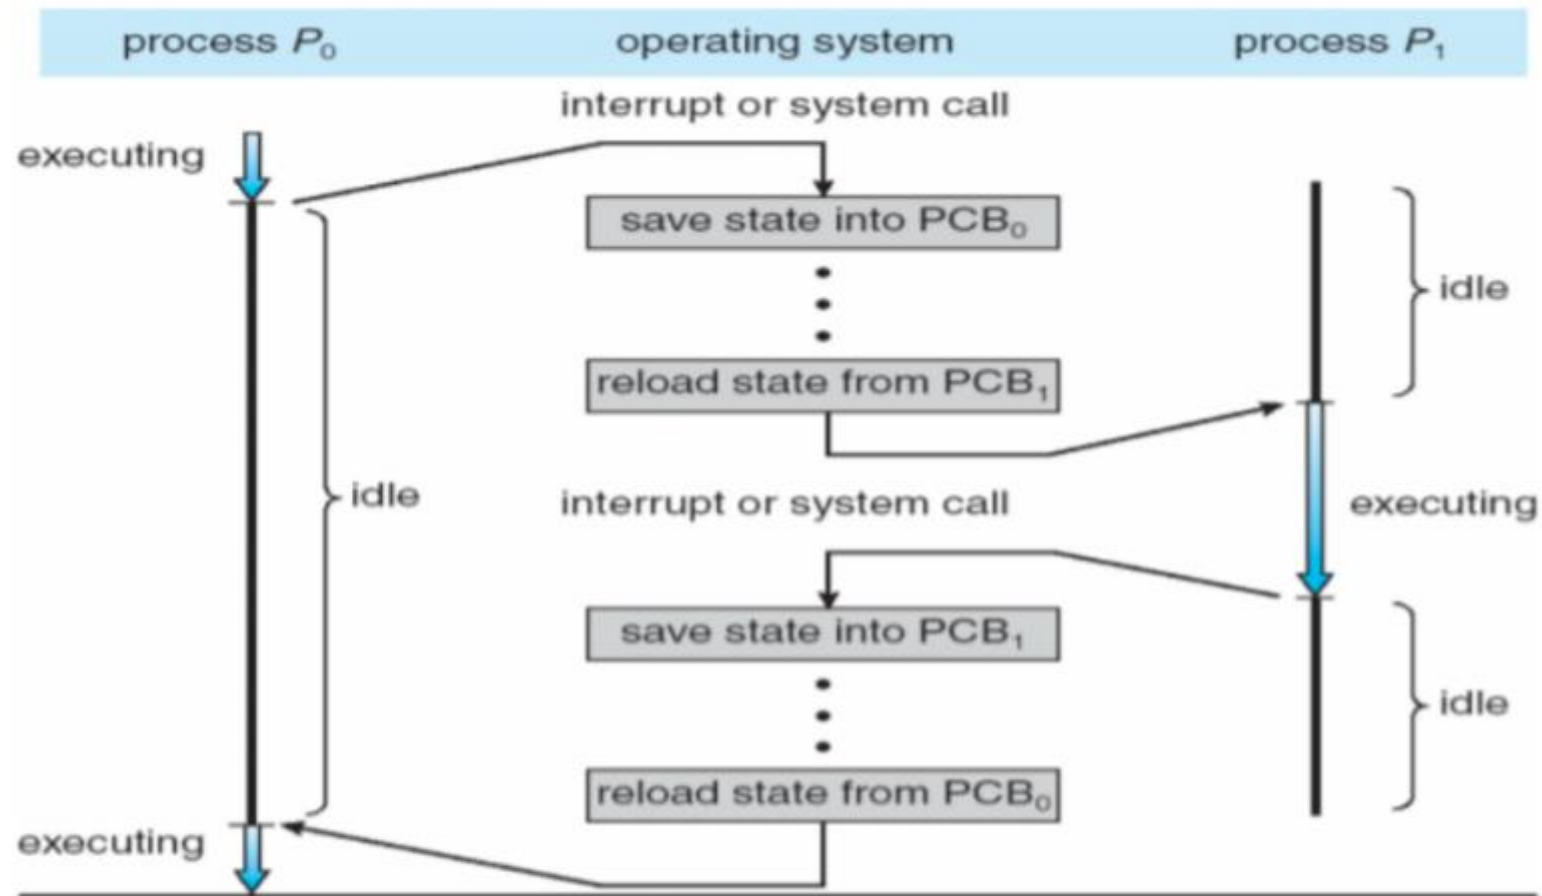 process P₀ operating system process P₁
interrupt or system call
executing
save state into PCB₀
idle
reload state from PCB₁
idle
interrupt or system call
executing
save state into PCB₁
idle
reload state from PCB₀
executing